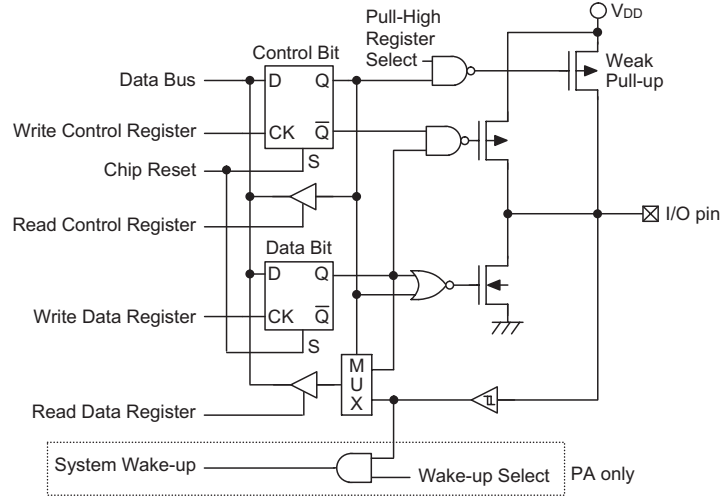 V_DD
Pull-High
Register
Select
Control Bit
Weak
Pull-up
Data Bus
D
Q
Write Control Register
CK
Q̅
Chip Reset
S
Read Control Register
I/O pin
Data Bit
D
Q
Write Data Register
CK
Q̅
S
M
U
X
Read Data Register
System Wake-up
Wake-up Select
PA only